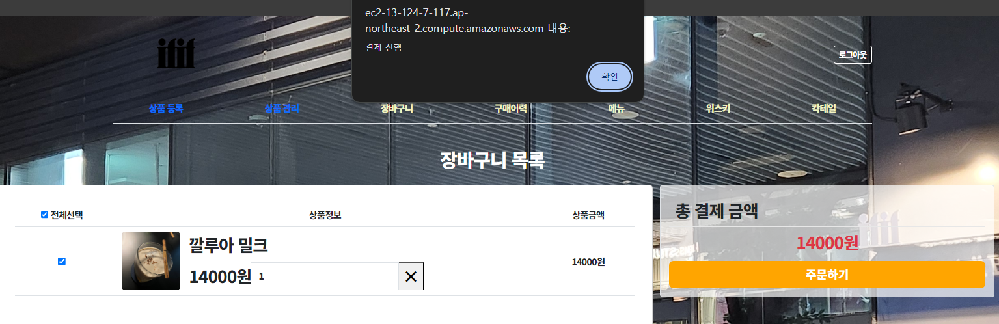 ec2-13-124-7-117.ap-
northeast-2.compute.amazonaws.com 내용:
결제 진행
확인
ifif
로그아웃
상품 등록 상품 관리 장바구니 구매이력 메뉴 위스키 칵테일
장바구니 목록
전체선택 상품정보 상품금액
깔루아 밀크
14000원 1
14000원
총 결제 금액
ifif
14000원
주문하기